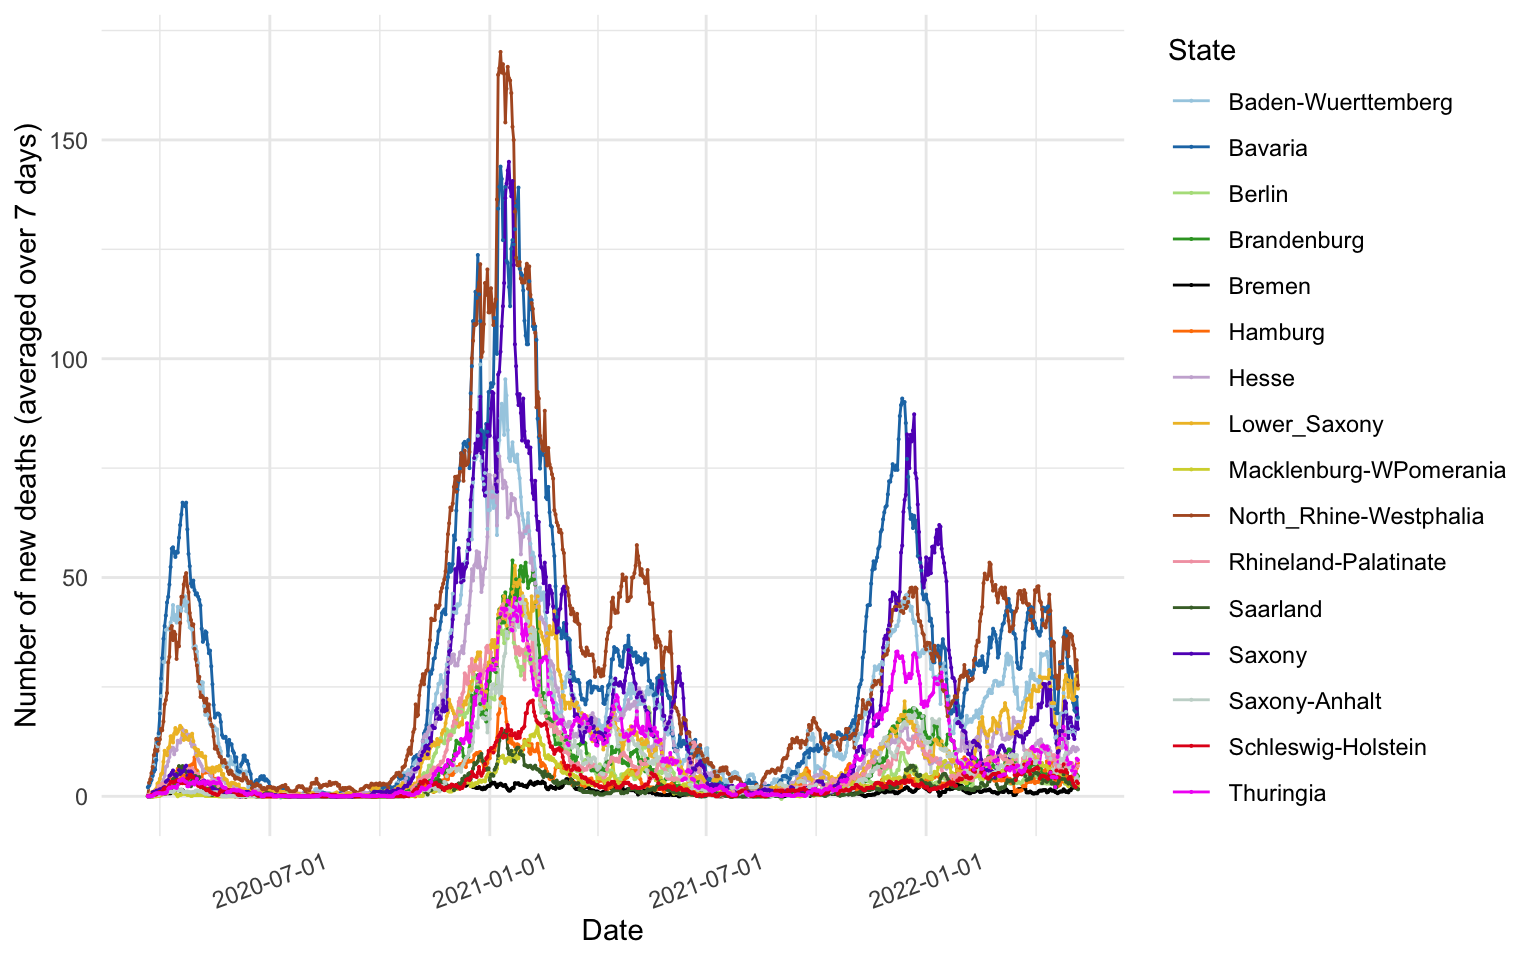 Number of new deaths (averaged over 7 days)
150
100
50
0
2020-07-01
2021-01-01
2021-07-01
2022-01-01
Date
State
Baden-Wuerttemberg
Bavaria
Berlin
Brandenburg
Bremen
Hamburg
Hesse
Lower_Saxony
Macklenburg-WPomerania
North_Rhine-Westphalia
Rhineland-Palatinate
Saarland
Saxony
Saxony-Anhalt
Schleswig-Holstein
Thuringia